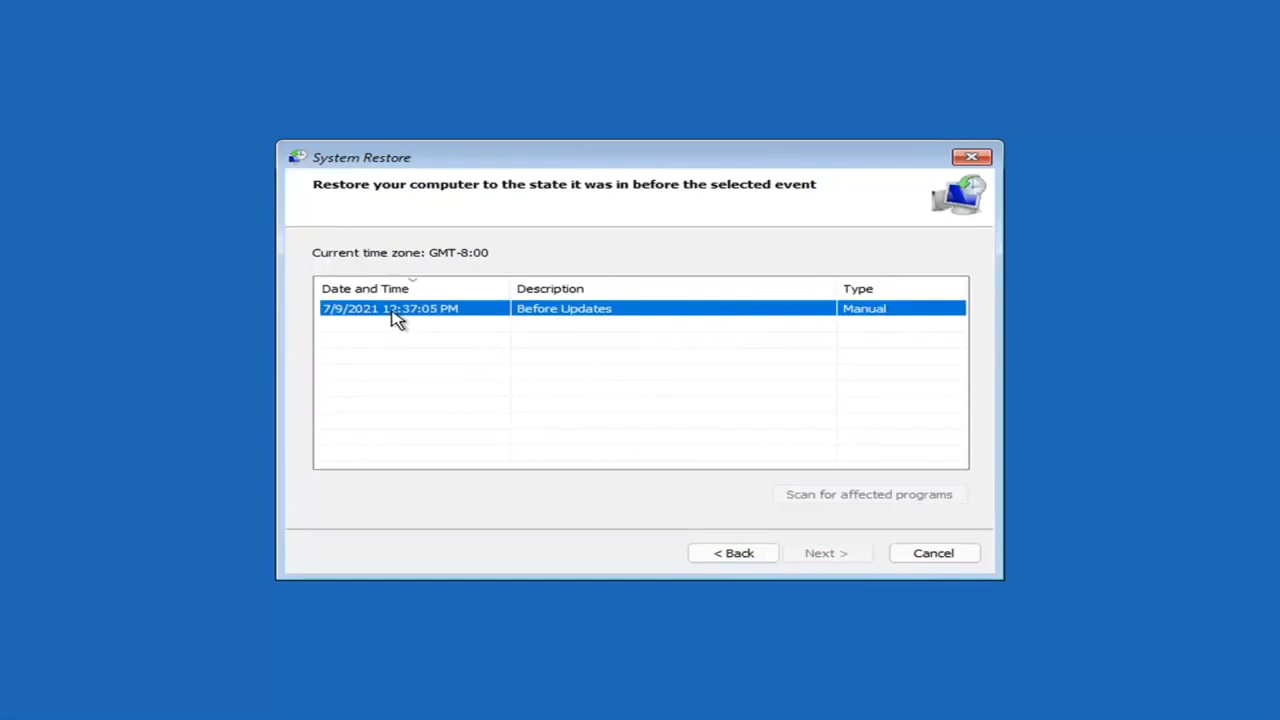 System Restore
Restore your computer to the state it was in before the selected event
Current time zone: GMT-8:00
Date and Time Description Type
7/9/2021 12:37:05 PM Before Updates Manual
Scan for affected programs
< Back Next > Cancel